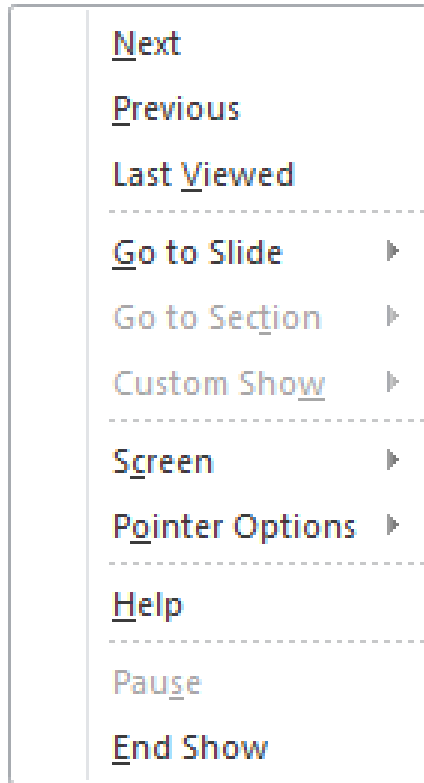 Next
Previous
Last Viewed
Go to Slide
Go to Section
Custom Show
Screen
Pointer Options
Help
Pause
End Show